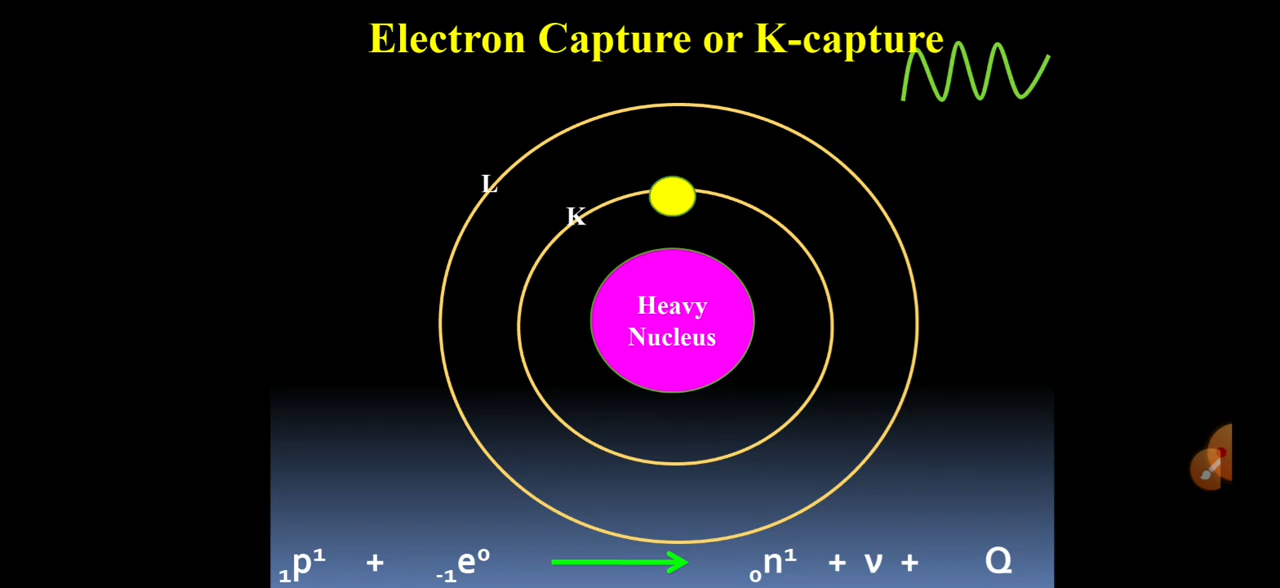 Electron Capture or K-capture
L
K
Heavy
Nucleus
₁p¹ + ₋₁e⁰ ⟶ ₀n¹ + ν + Q